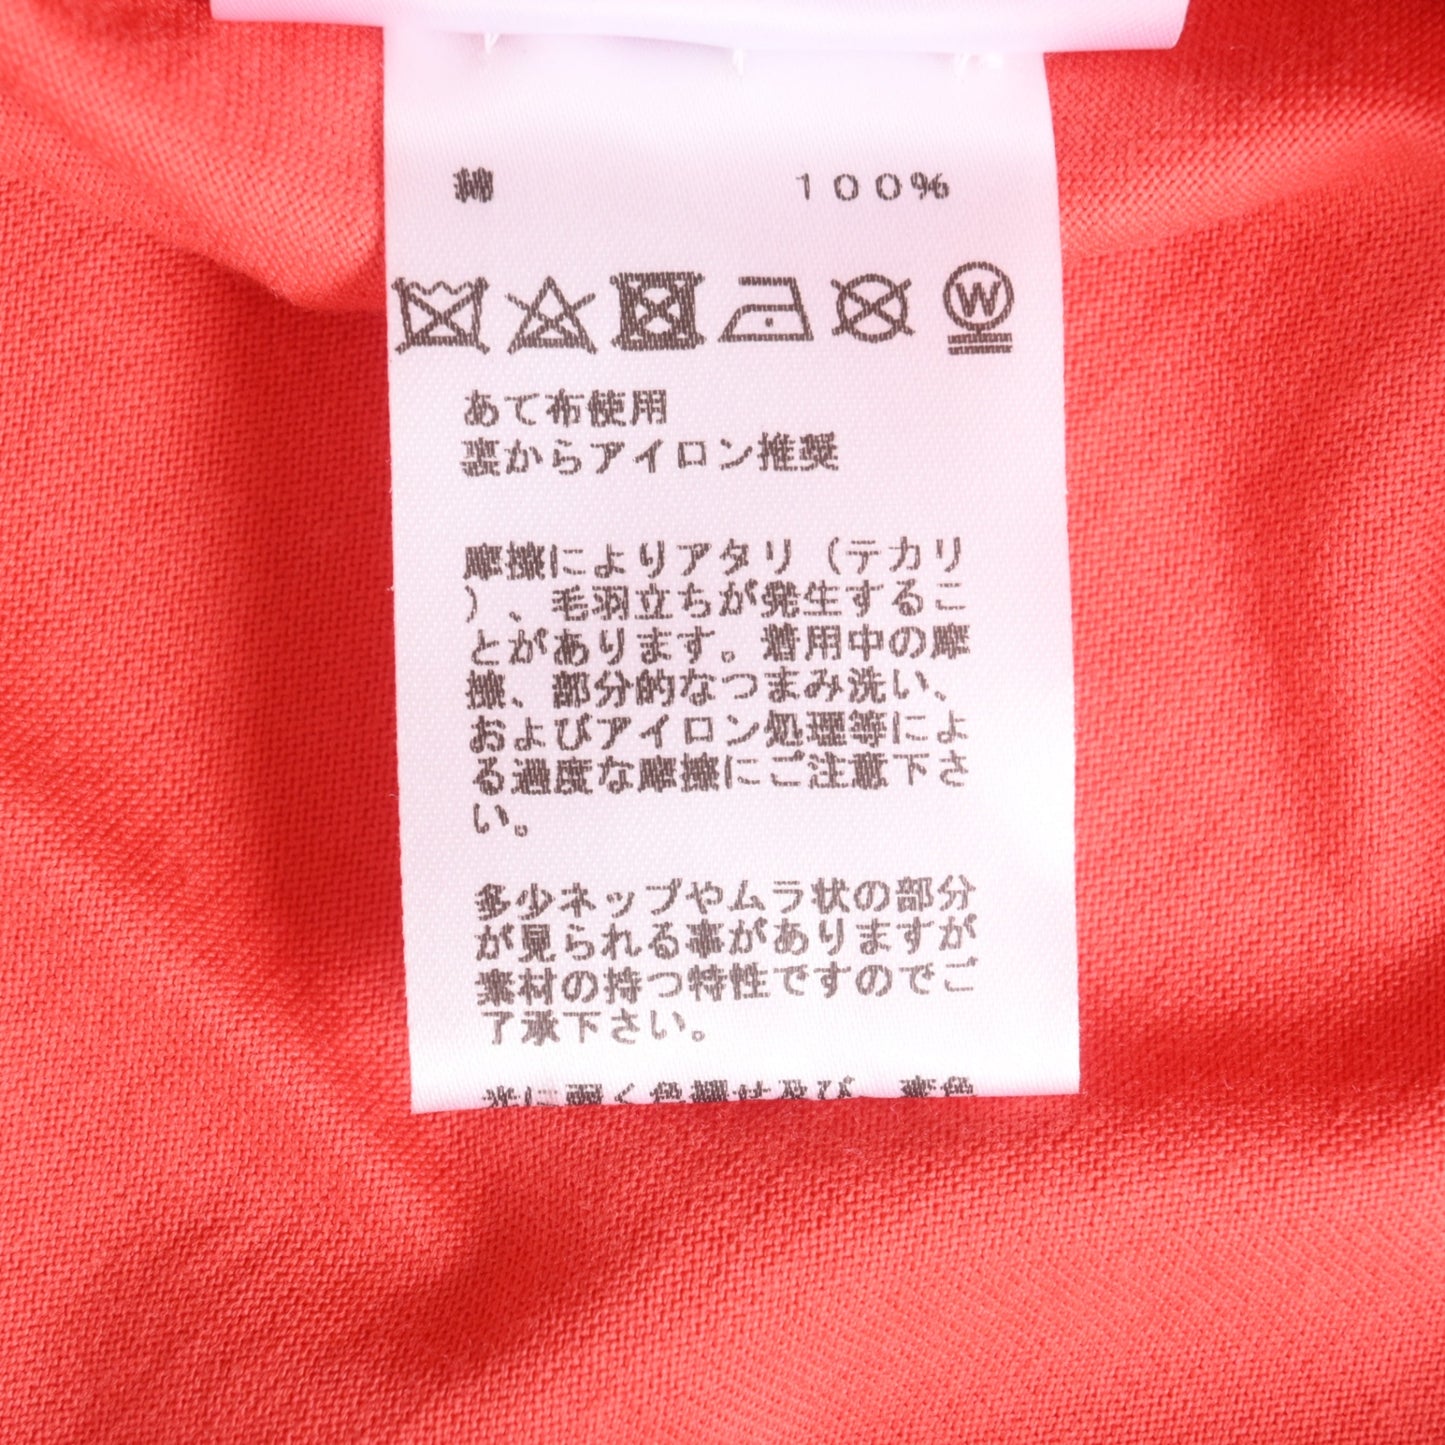 綿 100%
W
あて布使用
裏からアイロン推奨
摩擦によりアタリ（テカリ
）、毛羽立ちが発生するこ
とがあります。着用中の摩
擦、部分的なつまみ洗い、
およびアイロン処理等によ
る過度な摩擦にご注意下さ
い。
多少ネップやムラ状の部分
が見られる事がありますが
素材の持つ特性ですのでご
了承下さい。